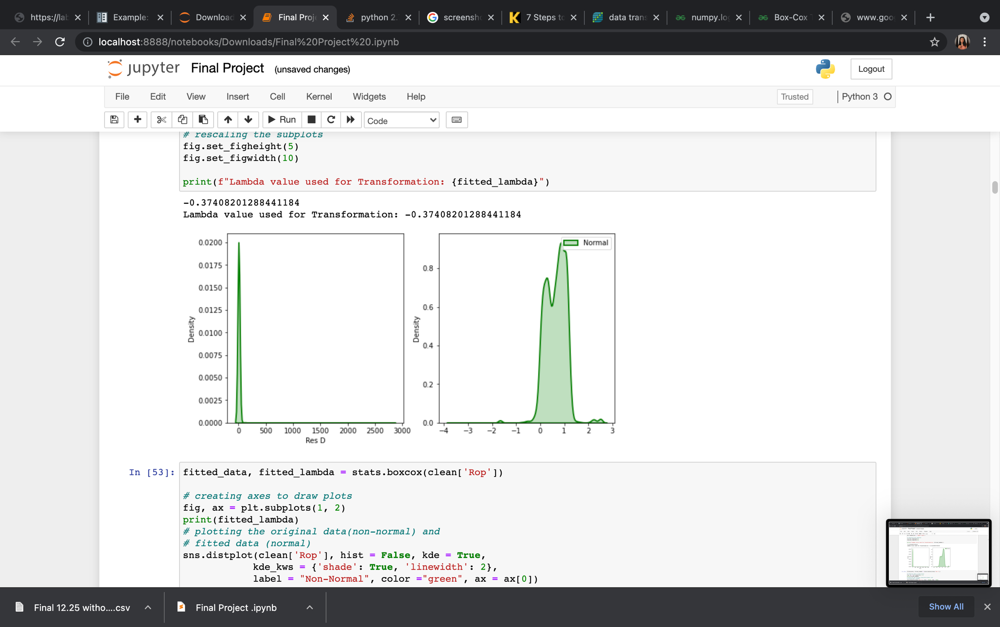 https://lab
Example:
Download
Final Proj
python 2.
screensh
7 Steps to
data trans
numpy.lo
Box-Cox T
www.goo
localhost:8888/notebooks/Downloads/Final%20Project%20.ipynb
jupyter Final Project (unsaved changes)
Logout
File Edit View Insert Cell Kernel Widgets Help
Trusted
Python 3
Run
Code
# rescaling the subplots
fig.set_figheight(5)
fig.set_figwidth(10)
print(f"Lambda value used for Transformation: {fitted_lambda}")
-0.37408201288441184
Lambda value used for Transformation: -0.37408201288441184
0.0200
0.0175
0.0150
0.0125
0.0100
0.0075
0.0050
0.0025
0.0000
Density
0 500 1000 1500 2000 2500 3000
Res D
Normal
0.8
0.6
0.4
0.2
0.0
Density
−4 −3 −2 −1 0 1 2 3
In [53]:
fitted_data, fitted_lambda = stats.boxcox(clean['Rop'])
# creating axes to draw plots
fig, ax = plt.subplots(1, 2)
print(fitted_lambda)
# plotting the original data(non-normal) and
# fitted data (normal)
sns.distplot(clean['Rop'], hist = False, kde = True,
kde_kws = {'shade': True, 'linewidth': 2},
label = "Non-Normal", color ="green", ax = ax[0])
Final 12.25 witho....csv
Final Project .ipynb
Show All